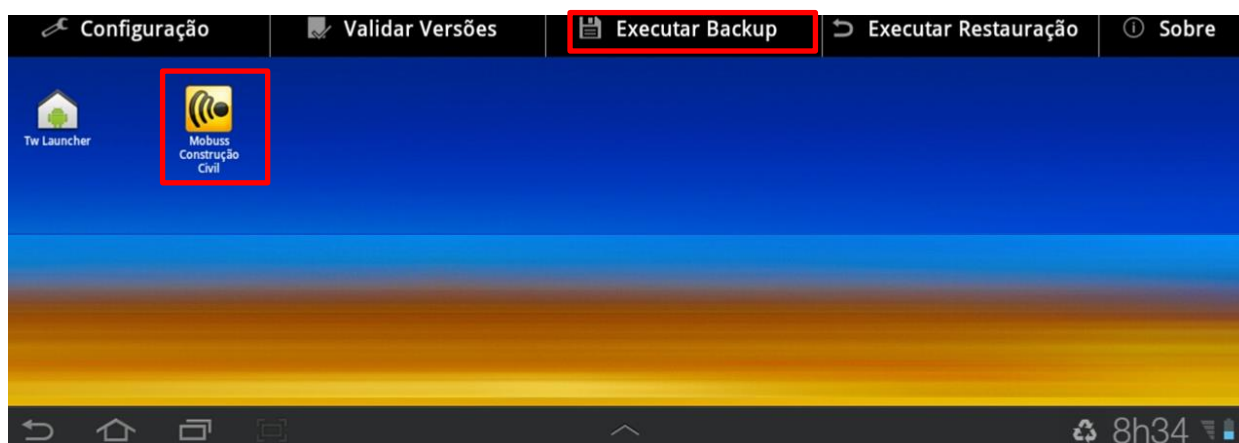 Configuração Validar Versões Executar Backup Executar Restauração Sobre
Tw Launcher
Mobuss
Construção
Civil
8h34